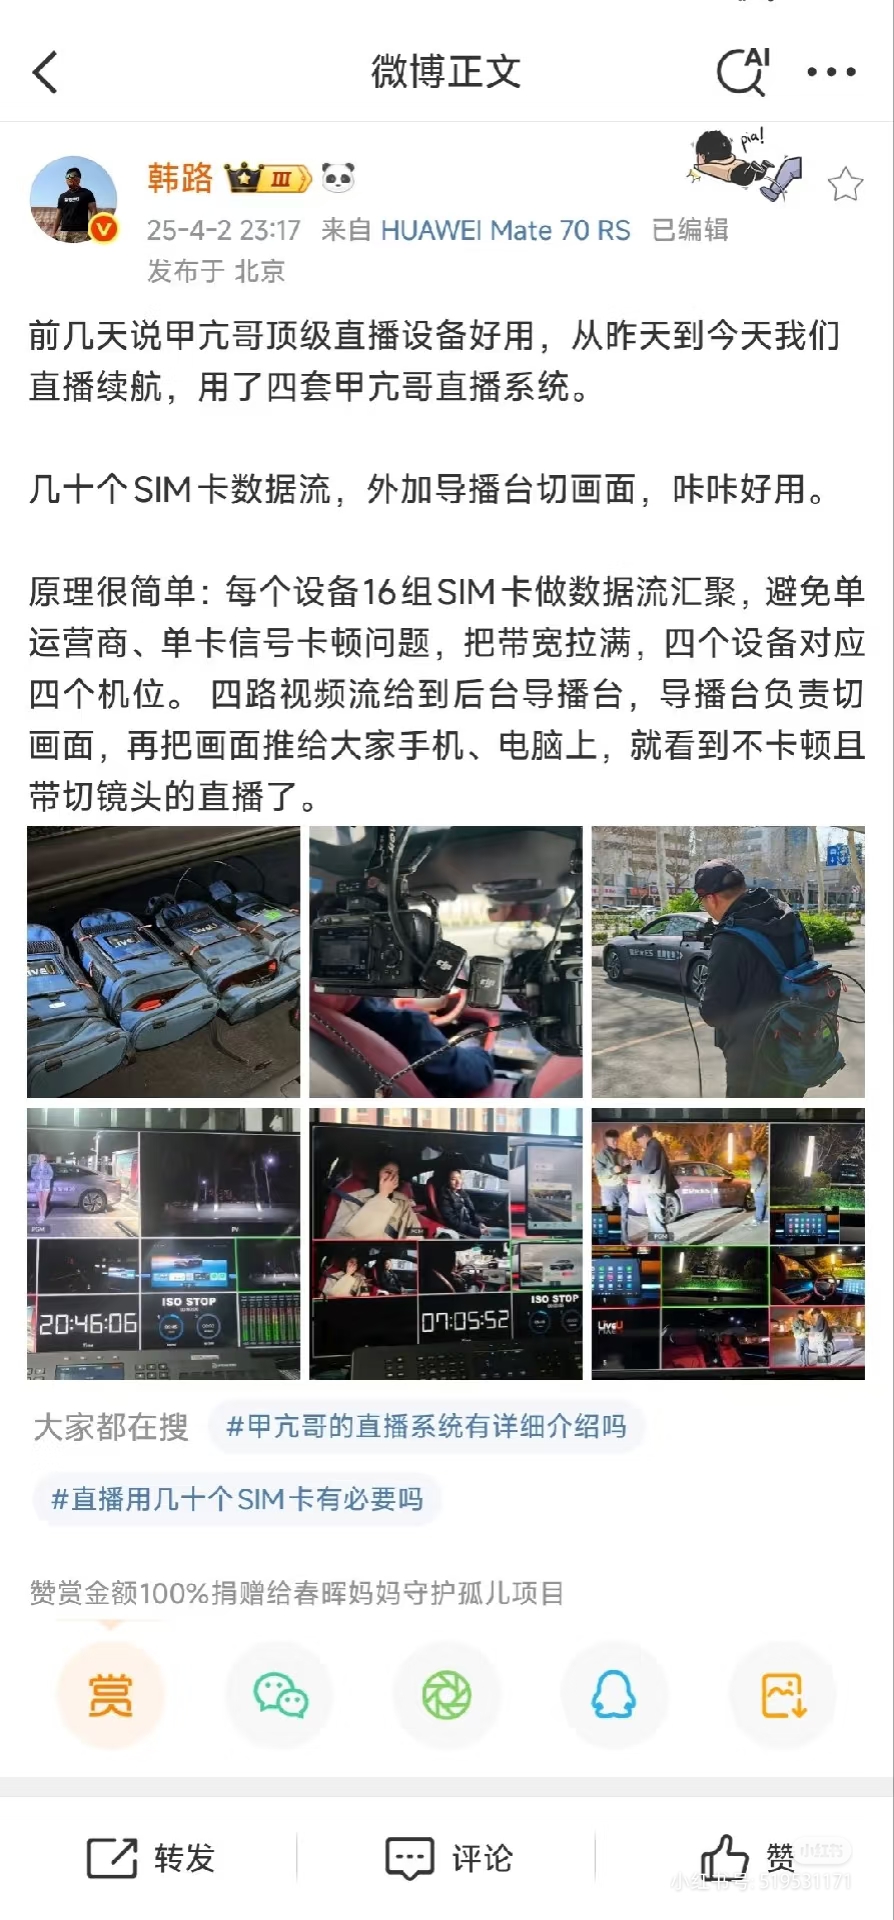 微博正文
AI
韩路
III
pia!
25-4-2 23:17 来自 HUAWEI Mate 70 RS 已编辑
发布于 北京
前几天说甲亢哥顶级直播设备好用，从昨天到今天我们
直播续航，用了四套甲亢哥直播系统。
几十个SIM卡数据流，外加导播台切画面，咔咔好用。
原理很简单：每个设备16组SIM卡做数据流汇聚，避免单
运营商、单卡信号卡顿问题，把带宽拉满，四个设备对应
四个机位。 四路视频流给到后台导播台，导播台负责切
画面，再把画面推给大家手机、电脑上，就看到不卡顿且
带切镜头的直播了。
LiveU
dji
dji
PGM
PV
20:46:06
ISO STOP
07:05:52
ISO STOP
PGM
LiveU
大家都在搜
#甲亢哥的直播系统有详细介绍吗
#直播用几十个SIM卡有必要吗
赞赏金额100%捐赠给春晖妈妈守护孤儿项目
赏
转发
评论
赞
小红书
小红书号: 519531171